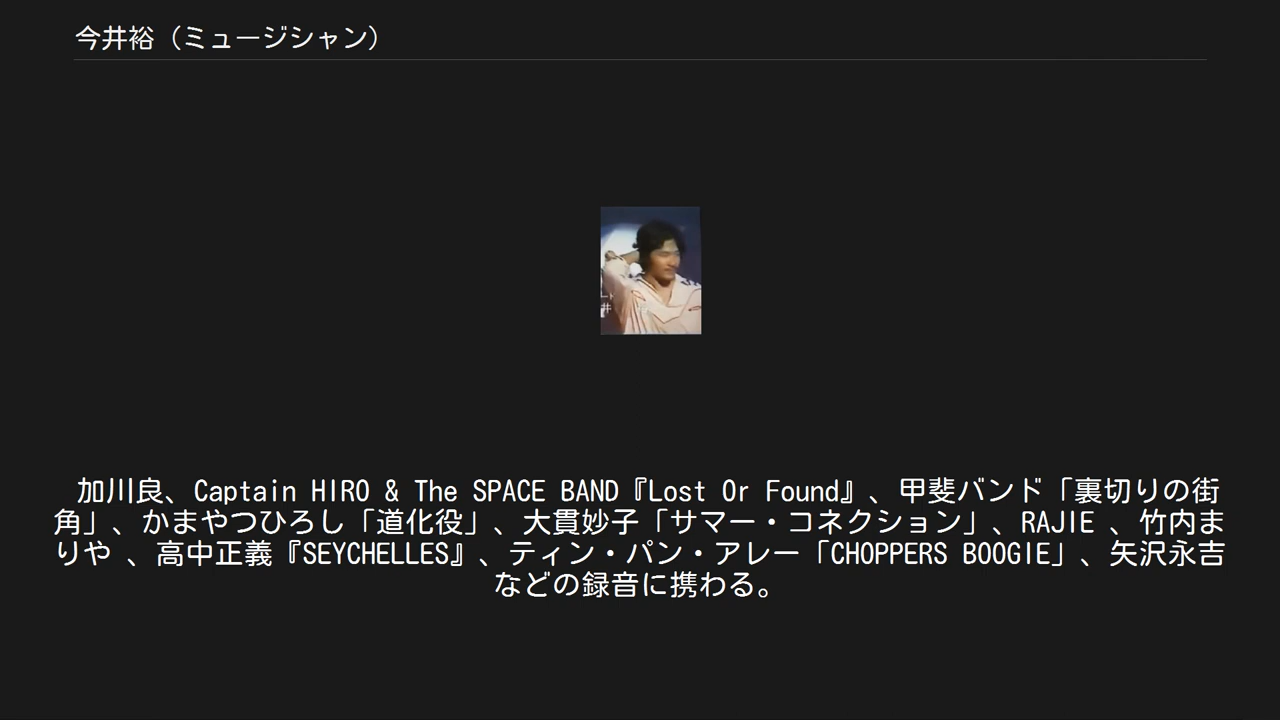 今井裕（ミュージシャン）
ート
井
加川良、Captain HIRO & The SPACE BAND『Lost Or Found』、甲斐バンド「裏切りの街
角」、かまやつひろし「道化役」、大貫妙子「サマー・コネクション」、RAJIE 、竹内ま
りや 、高中正義『SEYCHELLES』、ティン・パン・アレー「CHOPPERS BOOGIE」、矢沢永吉
などの録音に携わる。